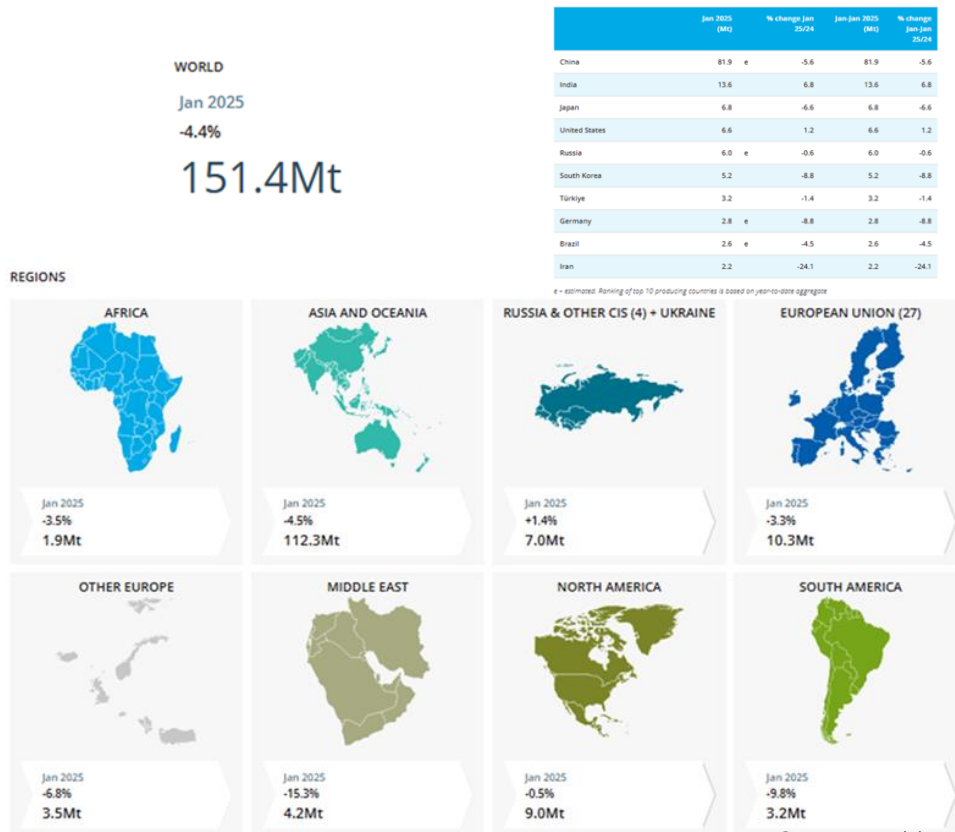 WORLD
Jan 2025
-4.4%
151.4Mt
Jan 2025 (Mt) % change Jan 25/24 Jan-Jan 2025 (Mt) % change Jan-Jan 25/24
China 81.9 e -5.6 81.9 -5.6
India 13.6 6.8 13.6 6.8
Japan 6.8 -6.6 6.8 -6.6
United States 6.6 1.2 6.6 1.2
Russia 6.0 e -0.6 6.0 -0.6
South Korea 5.2 -8.8 5.2 -8.8
Türkiye 3.2 -1.4 3.2 -1.4
Germany 2.8 e -8.8 2.8 -8.8
Brazil 2.6 e -4.5 2.6 -4.5
Iran 2.2 -24.1 2.2 -24.1
e – estimated. Ranking of top 10 producing countries is based on year-to-date aggregate
REGIONS
AFRICA
Jan 2025
-3.5%
1.9Mt
ASIA AND OCEANIA
Jan 2025
-4.5%
112.3Mt
RUSSIA & OTHER CIS (4) + UKRAINE
Jan 2025
+1.4%
7.0Mt
EUROPEAN UNION (27)
Jan 2025
-3.3%
10.3Mt
OTHER EUROPE
Jan 2025
-6.8%
3.5Mt
MIDDLE EAST
Jan 2025
-15.3%
4.2Mt
NORTH AMERICA
Jan 2025
-0.5%
9.0Mt
SOUTH AMERICA
Jan 2025
-9.8%
3.2Mt